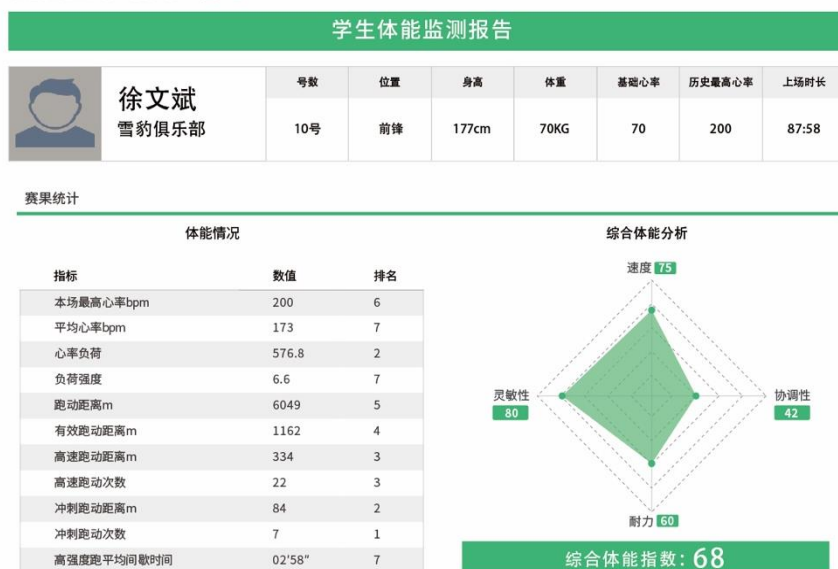 学生体能监测报告
徐文斌
雪豹俱乐部
号数 位置 身高 体重 基础心率 历史最高心率 上场时长
10号 前锋 177cm 70KG 70 200 87:58
赛果统计
体能情况
指标 数值 排名
本场最高心率bpm 200 6
平均心率bpm 173 7
心率负荷 576.8 2
负荷强度 6.6 7
跑动距离m 6049 5
有效跑动距离m 1162 4
高速跑动距离m 334 3
高速跑动次数 22 3
冲刺跑动距离m 84 2
冲刺跑动次数 7 1
高强度跑平均间歇时间 02'58" 7
综合体能分析
速度 75
灵敏性
80
协调性
42
耐力 60
综合体能指数: 68